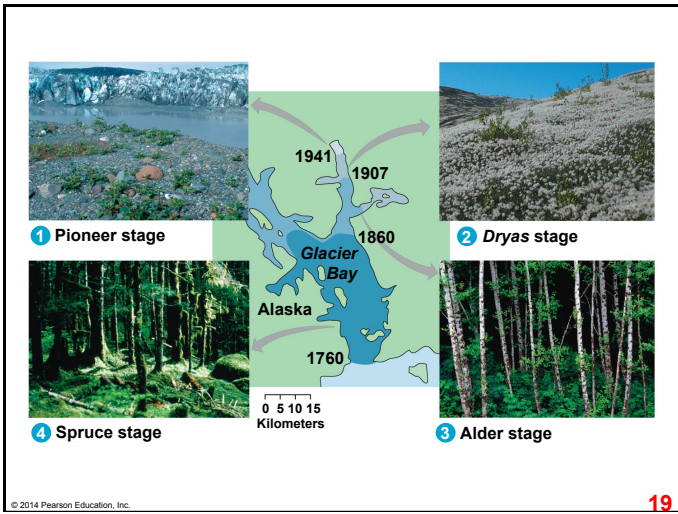 1941
1907
1 Pioneer stage
2 Dryas stage
1860
Glacier
Bay
Alaska
1760
0 5 10 15
Kilometers
4 Spruce stage
3 Alder stage
© 2014 Pearson Education, Inc.
19